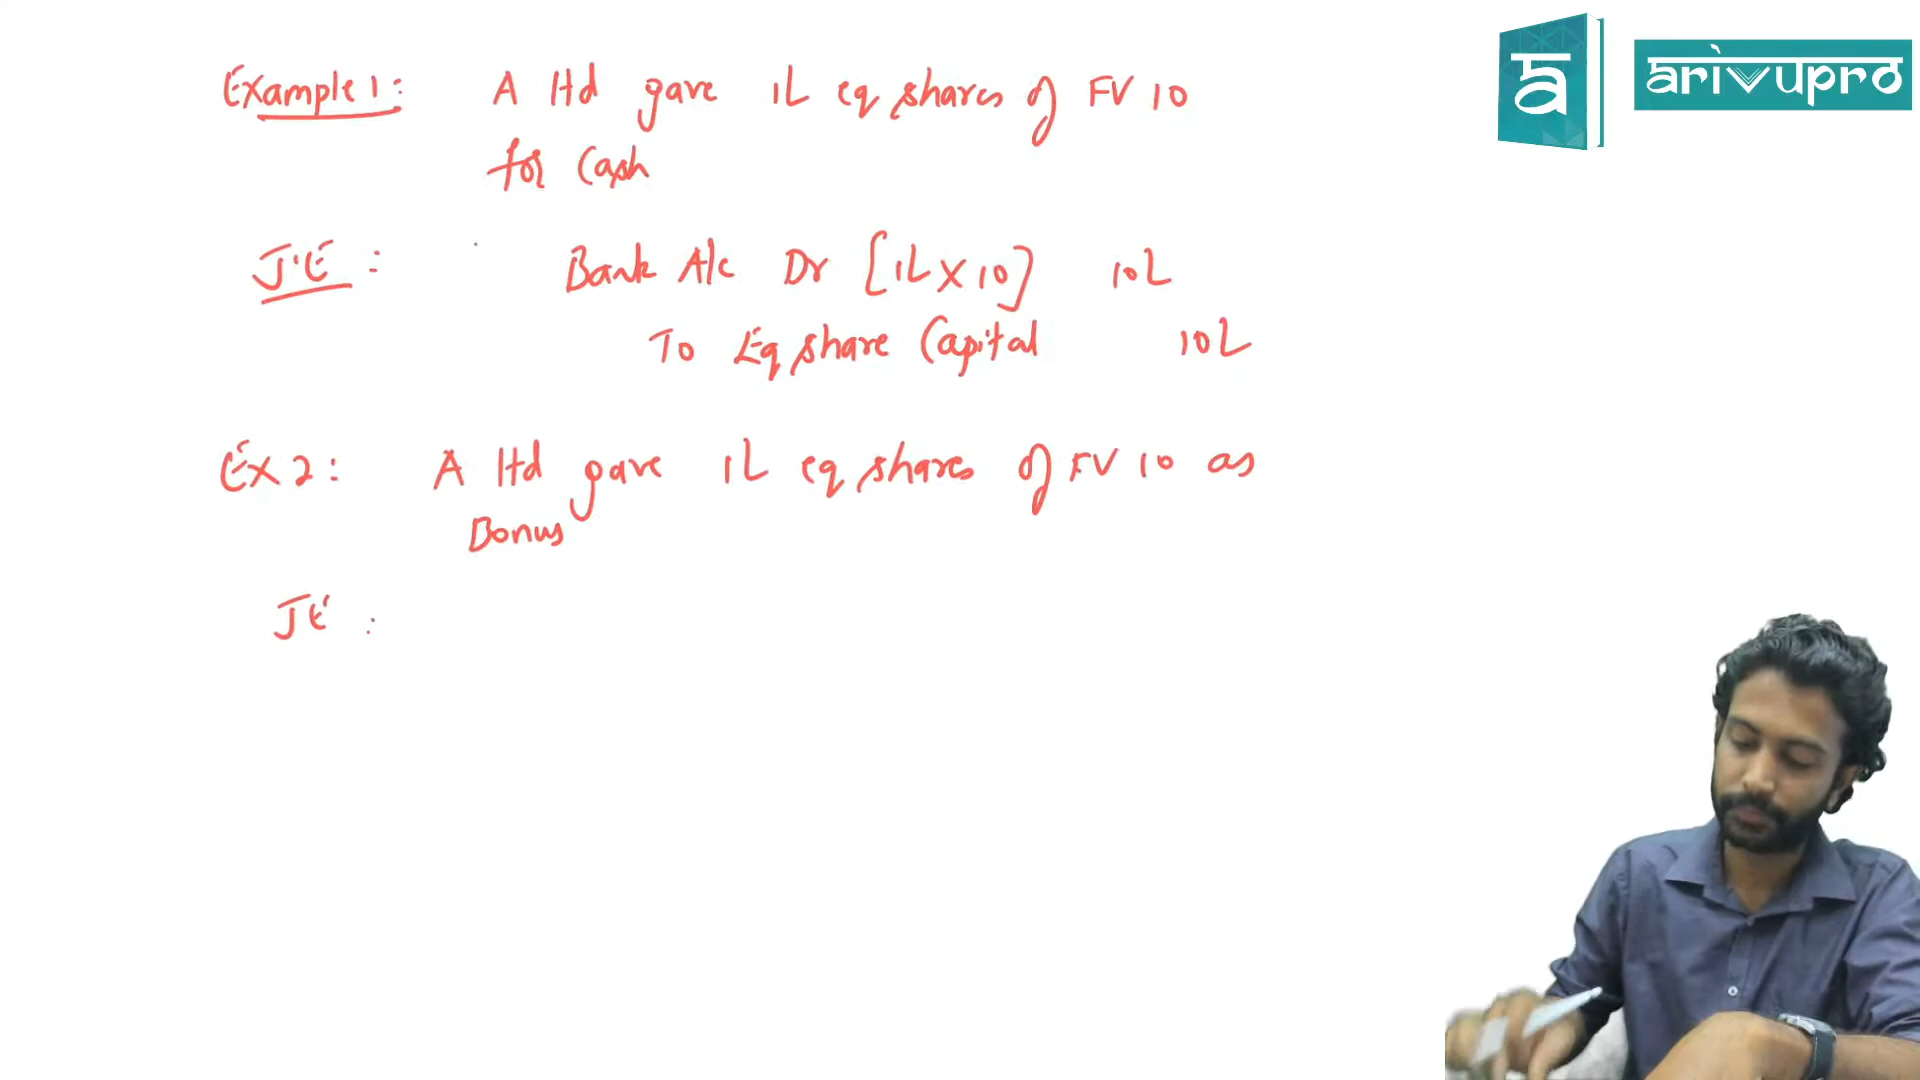 Example 1: A ltd gave 1L eq shares of FV 10
for Cash
J.E: Bank A/c Dr [1L X 10] 10L
To Eq share Capital 10L
Ex 2: A ltd gave 1L eq shares of FV 10 as
Bonus
JE :
ā
arivupro